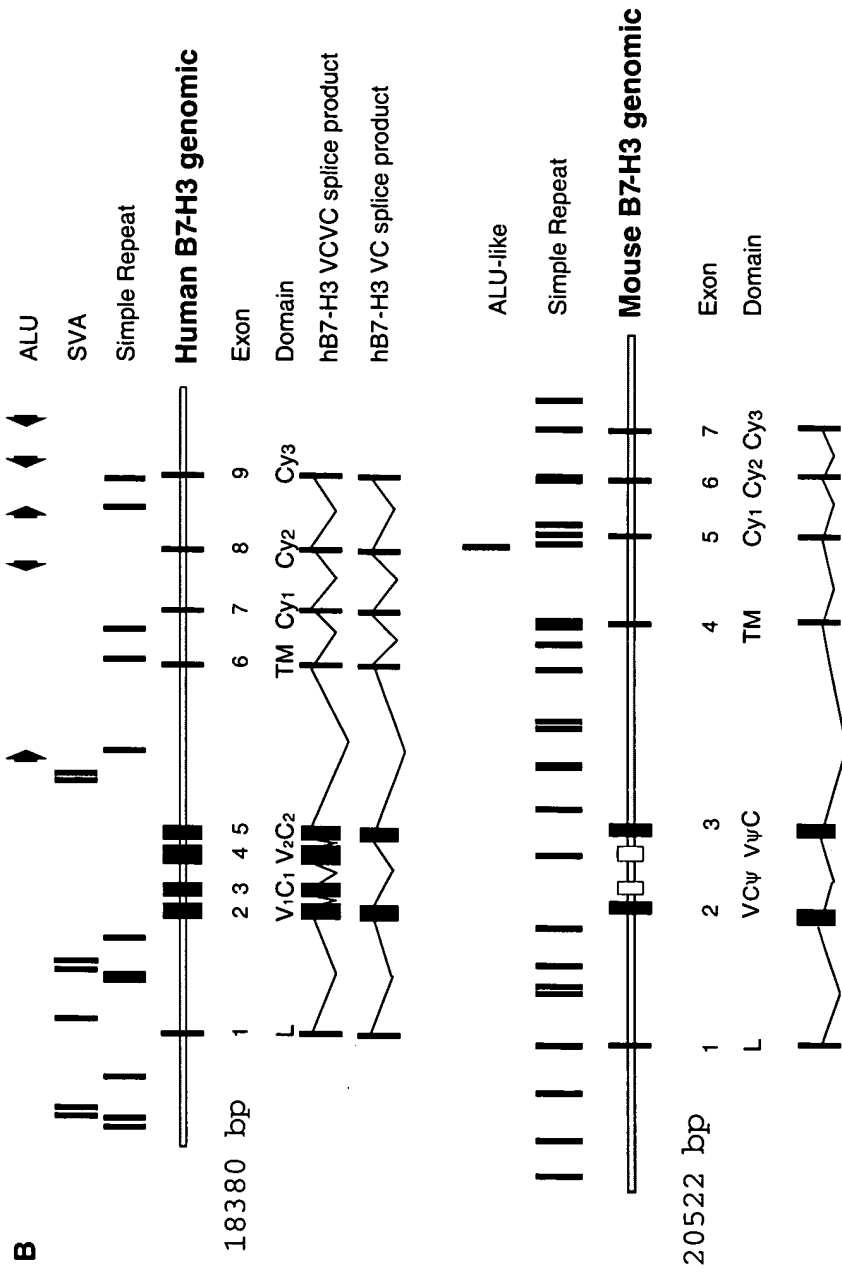 B
ALU
SVA
Simple Repeat
Human B7-H3 genomic
18380 bp
1 2 3 4 5 6 7 8 9 Exon
L V1C1 V2C2 TM Cy1 Cy2 Cy3 Domain
hB7-H3 VCVC splice product
hB7-H3 VC splice product
ALU-like
Simple Repeat
Mouse B7-H3 genomic
20522 bp
1 2 3 4 5 6 7 Exon
L VCψ VψC TM Cy1 Cy2 Cy3 Domain